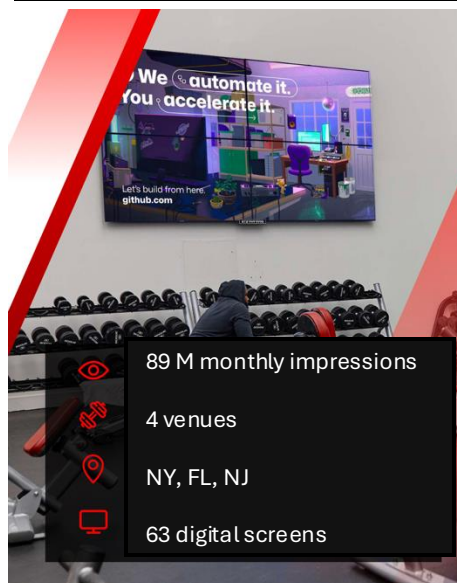 We automate it.
You accelerate it.
Let's build from here.
github.com
89 M monthly impressions
4 venues
NY, FL, NJ
63 digital screens